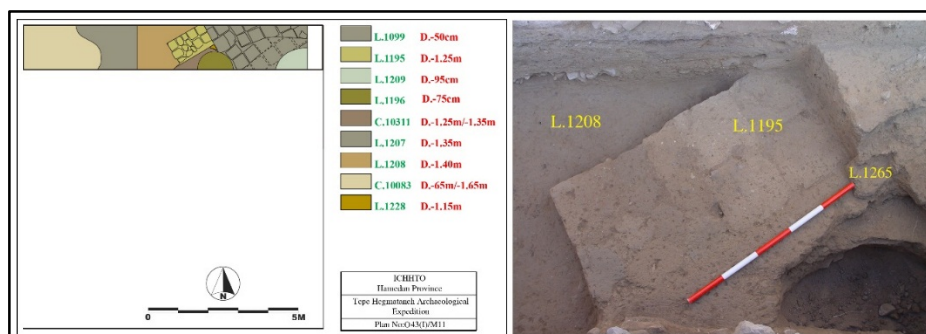 L.1099 D.-50cm
L.1195 D.-1.25m
L.1209 D.-95cm
L.1196 D.-75cm
C.10311 D.-1.25m/-1.35m
L.1207 D.-1.35m
L.1208 D.-1.40m
C.10083 D.-65m/-1.65m
L.1228 D.-1.15m
N
0 5M
ICHHTO
Hamedan Province
Tepe Hegmataneh Archaeological
Expedition
Plan No:Q43(I)/M11
L.1208
L.1195
L.1265